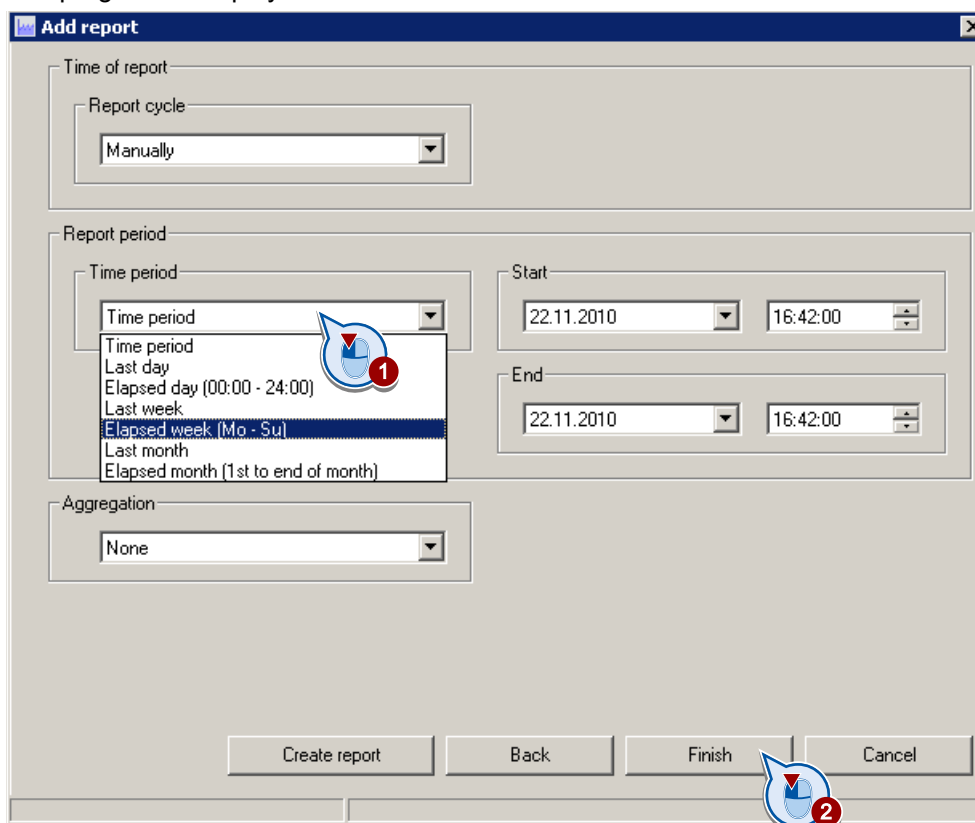 Add report
Time of report
Report cycle
Manually
Report period
Time period
Time period
Time period
Last day
Elapsed day (00:00 - 24:00)
Last week
Elapsed week (Mo - Su)
Last month
Elapsed month (1st to end of month)
1
Start
22.11.2010 16:42:00
End
22.11.2010 16:42:00
Aggregation
None
Create report Back Finish Cancel
2